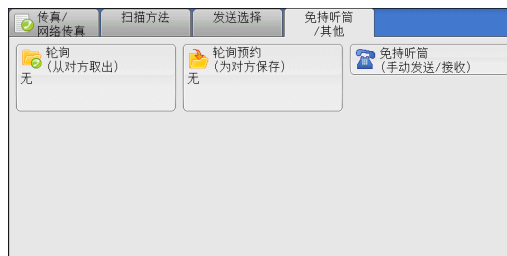 传真/
网络传真
扫描方法
发送选择
免持听筒
/其他
轮询
(从对方取出)
无
轮询预约
(为对方保存)
无
免持听筒
(手动发送/接收)